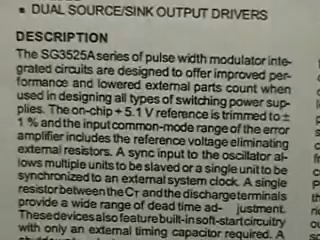 • DUAL SOURCE/SINK OUTPUT DRIVERS
DESCRIPTION
The SG3525A series of pulse width modulator inte-
grated circuits are designed to offer improved per-
formance and lowered external parts count when
used in designing all types of switching power sup-
plies. The on-chip + 5.1 V reference is trimmed to ±
1 % and the input common-mode range of the error
amplifier includes the reference voltage eliminating
external resistors. A sync input to the oscillator al-
lows multiple units to be slaved or a single unit to be
synchronized to an external system clock. A single
resistor between the CT and the discharge terminals
provide a wide range of dead time ad- justment.
These devices also feature built-in soft-start circuitry
with only an external timing capacitor required. A